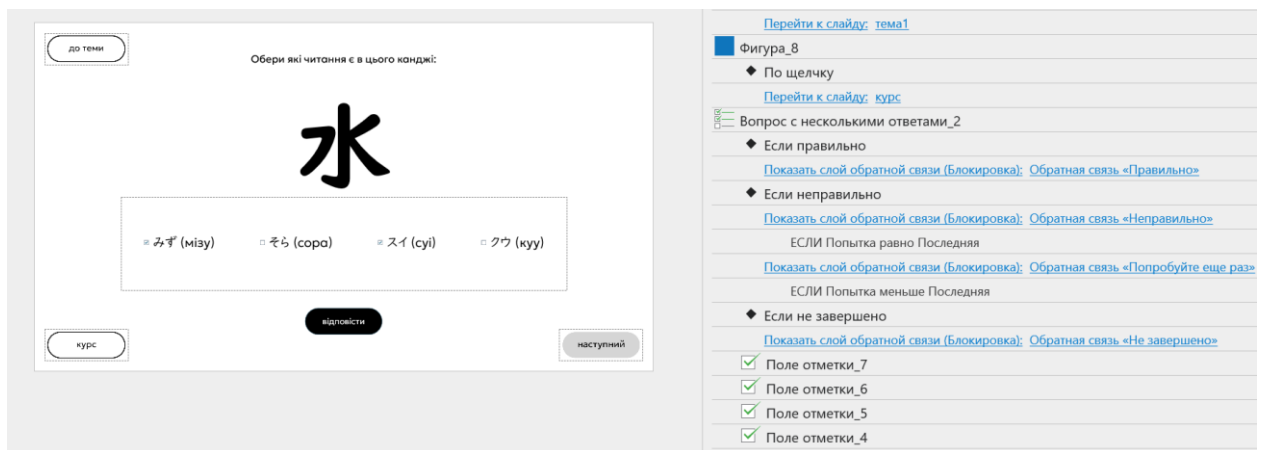 до теми
Обери які читання є в цього канджі:
水
みず (мізу)
そら (сора)
スイ (суі)
クウ (куу)
відповісти
курс
наступний
Перейти к слайду: тема1
Фигура_8
По щелчку
Перейти к слайду: курс
Вопрос с несколькими ответами_2
Если правильно
Показать слой обратной связи (Блокировка): Обратная связь «Правильно»
Если неправильно
Показать слой обратной связи (Блокировка): Обратная связь «Неправильно»
ЕСЛИ Попытка равно Последняя
Показать слой обратной связи (Блокировка): Обратная связь «Попробуйте еще раз»
ЕСЛИ Попытка меньше Последняя
Если не завершено
Показать слой обратной связи (Блокировка): Обратная связь «Не завершено»
Поле отметки_7
Поле отметки_6
Поле отметки_5
Поле отметки_4